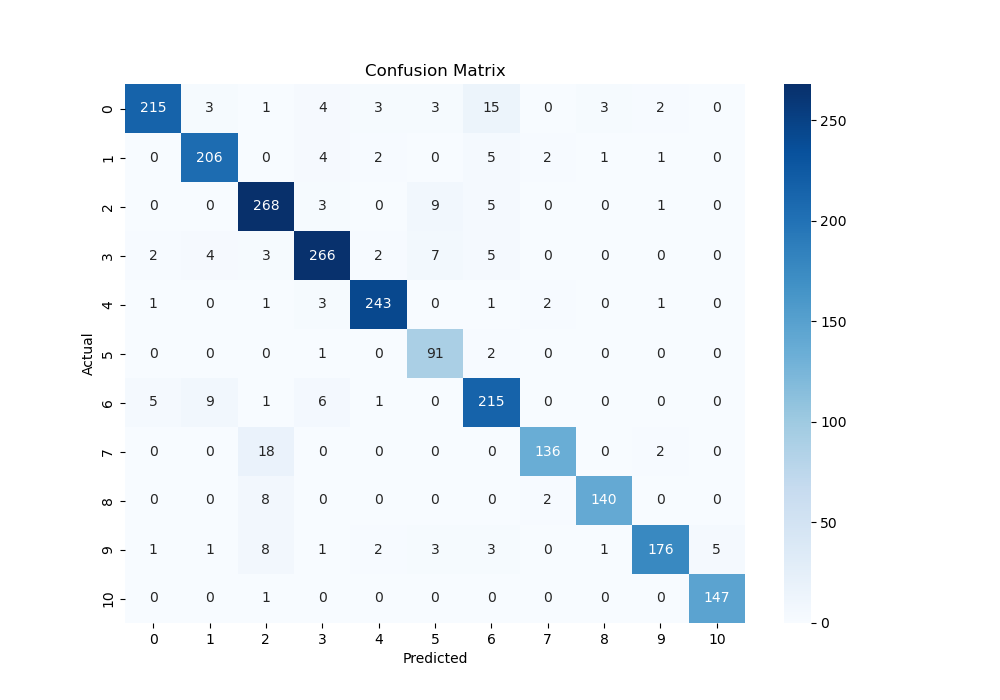 Confusion Matrix
0 215 3 1 4 3 3 15 0 3 2 0
1 0 206 0 4 2 0 5 2 1 1 0
2 0 0 268 3 0 9 5 0 0 1 0
3 2 4 3 266 2 7 5 0 0 0 0
4 1 0 1 3 243 0 1 2 0 1 0
5 0 0 0 1 0 91 2 0 0 0 0
6 5 9 1 6 1 0 215 0 0 0 0
7 0 0 18 0 0 0 0 136 0 2 0
8 0 0 8 0 0 0 0 2 140 0 0
9 1 1 8 1 2 3 3 0 1 176 5
10 0 0 1 0 0 0 0 0 0 0 147
0 1 2 3 4 5 6 7 8 9 10
Predicted
Actual
250
200
150
100
50
0